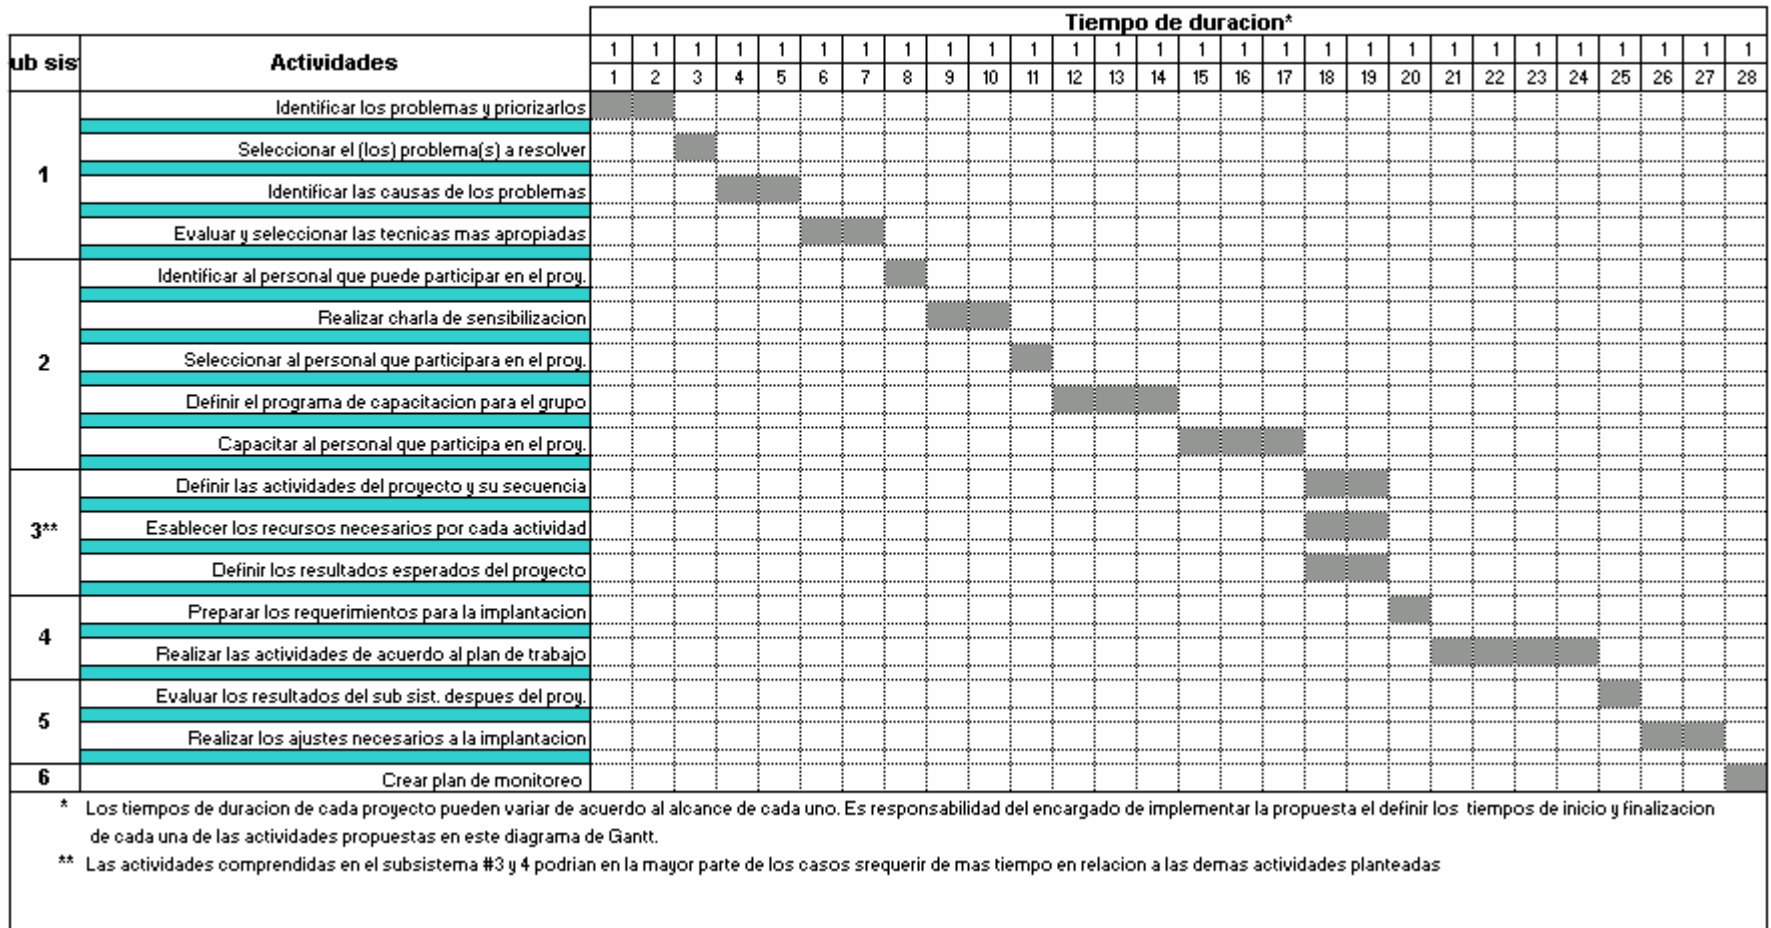 Tiempo de duracion*
ub sis Actividades
1 1 1 1 1 1 1 1 1 1 1 1 1 1 1 1 1 1 1 1 1 1 1 1 1 1 1 1
1 2 3 4 5 6 7 8 9 10 11 12 13 14 15 16 17 18 19 20 21 22 23 24 25 26 27 28
1
Identificar los problemas y priorizarlos
Seleccionar el (los) problema(s) a resolver
Identificar las causas de los problemas
Evaluar y seleccionar las tecnicas mas apropiadas
2
Identificar al personal que puede participar en el proy.
Realizar charla de sensibilizacion
Seleccionar al personal que participara en el proy.
Definir el programa de capacitacion para el grupo
Capacitar al personal que participa en el proy.
3**
Definir las actividades del proyecto y su secuencia
Esablecer los recursos necesarios por cada actividad
Definir los resultados esperados del proyecto
4
Preparar los requerimientos para la implantacion
Realizar las actividades de acuerdo al plan de trabajo
5
Evaluar los resultados del sub sist. despues del proy.
Realizar los ajustes necesarios a la implantacion
6
Crear plan de monitoreo
* Los tiempos de duracion de cada proyecto pueden variar de acuerdo al alcance de cada uno. Es responsabilidad del encargado de implementar la propuesta el definir los tiempos de inicio y finalizacion
de cada una de las actividades propuestas en este diagrama de Gantt.
** Las actividades comprendidas en el subsistema #3 y 4 podrian en la mayor parte de los casos srequerir de mas tiempo en relacion a las demas actividades planteadas